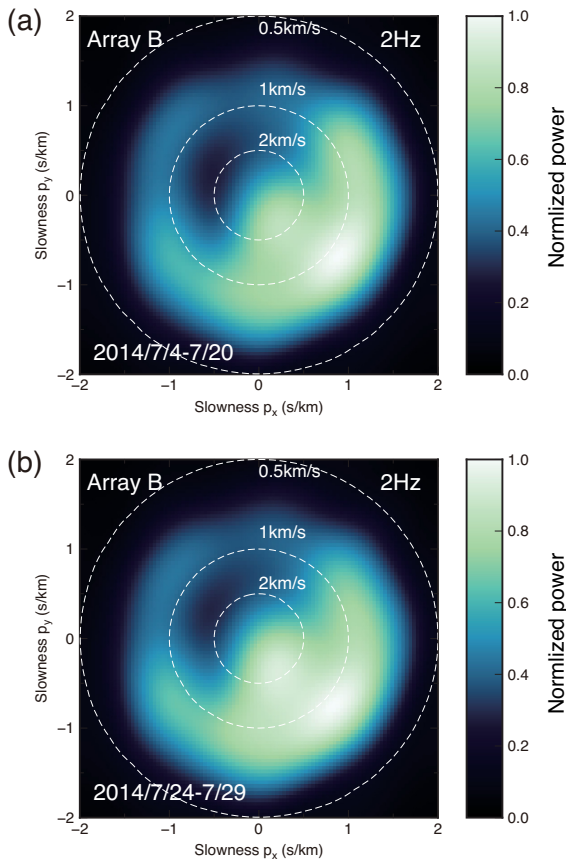 (a)
Array B
2Hz
0.5km/s
1km/s
2km/s
2014/7/4-7/20
2
1
0
−1
−2
Slowness py (s/km)
−2
−1
0
1
2
Slowness px (s/km)
1.0
0.8
0.6
0.4
0.2
0.0
Normlized power
(b)
Array B
2Hz
0.5km/s
1km/s
2km/s
2014/7/24-7/29
2
1
0
−1
−2
Slowness py (s/km)
−2
−1
0
1
2
Slowness px (s/km)
1.0
0.8
0.6
0.4
0.2
0.0
Normlized power